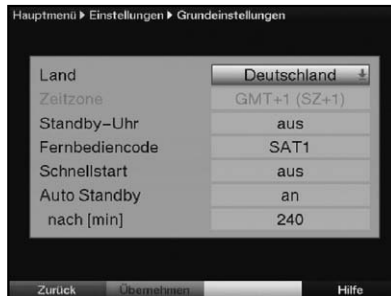 Hauptmenü ▶ Einstellungen ▶ Grundeinstellungen
Land Deutschland
Zeitzone GMT+1 (SZ+1)
Standby-Uhr aus
Fernbediencode SAT1
Schnellstart aus
Auto Standby an
nach [min] 240
Zurück Übernehmen Hilfe